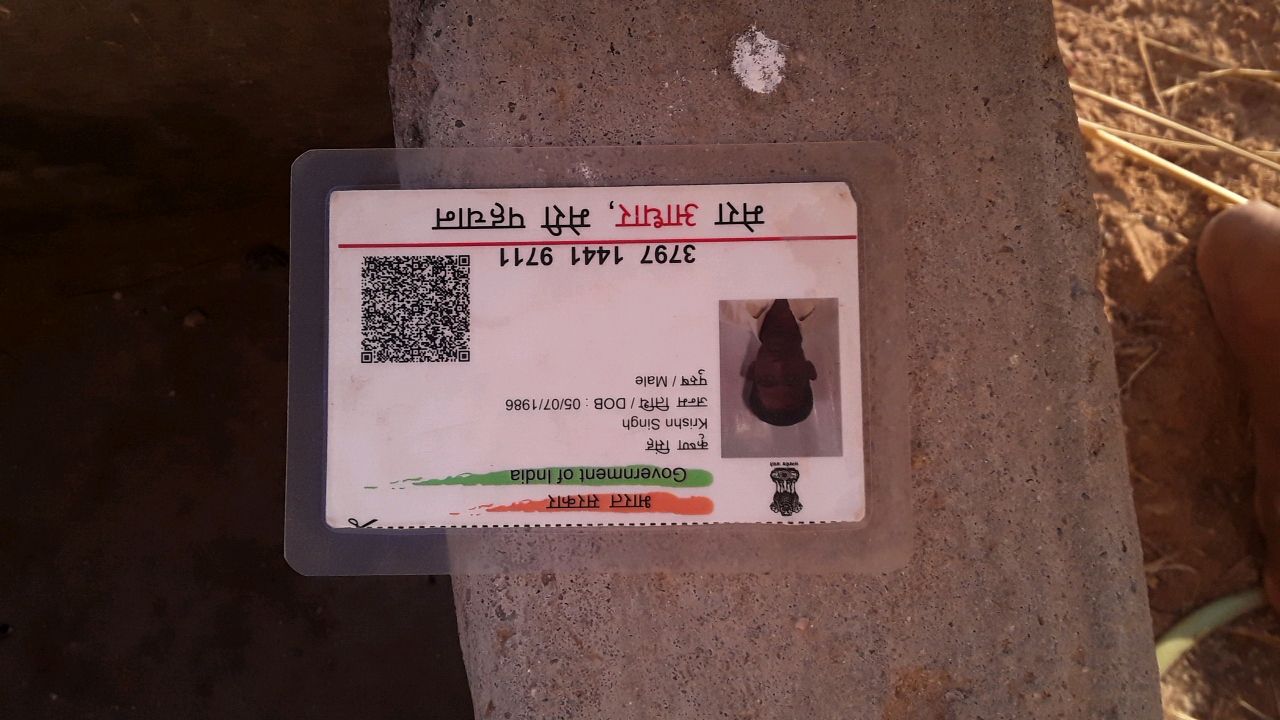 भारत सरकार
Government of India
कृष्ण सिंह
Krishn Singh
जन्म तिथि / DOB : 05/07/1986
पुरुष / Male
3797 1441 9711
मेरा आधार, मेरी पहचान